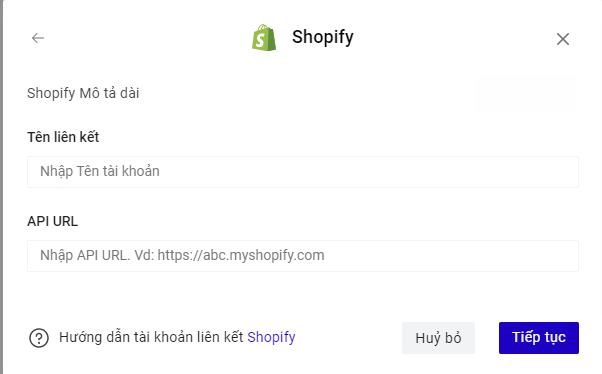 Shopify
Shopify Mô tả dài
Tên liên kết
Nhập Tên tài khoản
API URL
Nhập API URL. Vd: https://abc.myshopify.com
Hướng dẫn tài khoản liên kết Shopify
Huỷ bỏ
Tiếp tục